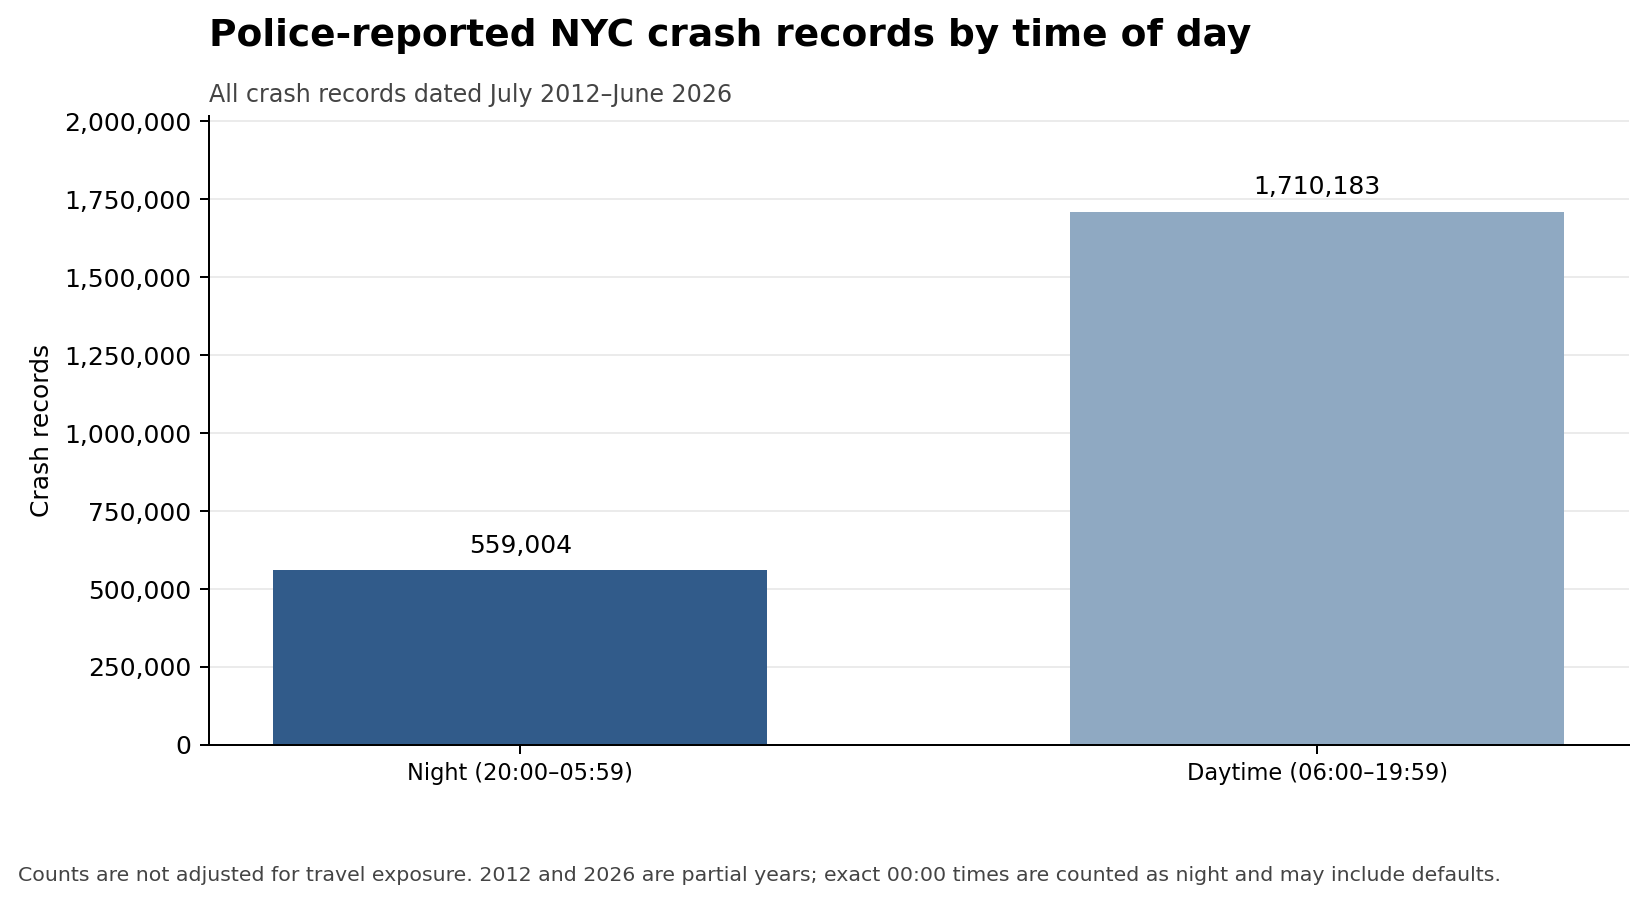 Police-reported NYC crash records by time of day
All crash records dated July 2012–June 2026
2,000,000
1,750,000
1,500,000
1,250,000
1,000,000
750,000
500,000
250,000
0
Crash records
559,004
1,710,183
Night (20:00–05:59)
Daytime (06:00–19:59)
Counts are not adjusted for travel exposure. 2012 and 2026 are partial years; exact 00:00 times are counted as night and may include defaults.